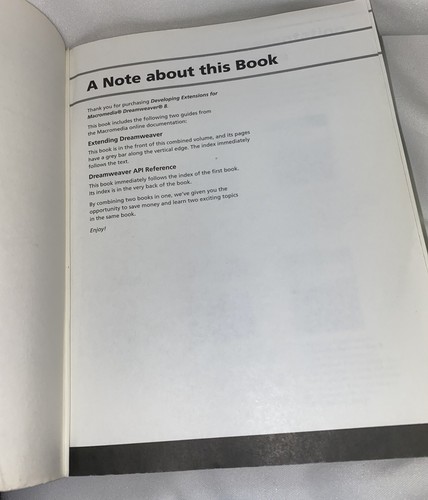 A Note about this Book
Thank you for purchasing Developing Extensions for
Macromedia® Dreamweaver® 8.
This book includes the following two guides from
the Macromedia online documentation:
Extending Dreamweaver
This book is in the front of this combined volume, and its pages
have a grey bar along the vertical edge. The index immediately
follows the text.
Dreamweaver API Reference
This book immediately follows the index of the first book.
Its index is in the very back of the book.
By combining two books in one, we've given you the
opportunity to save money and learn two exciting topics
in the same book.
Enjoy!